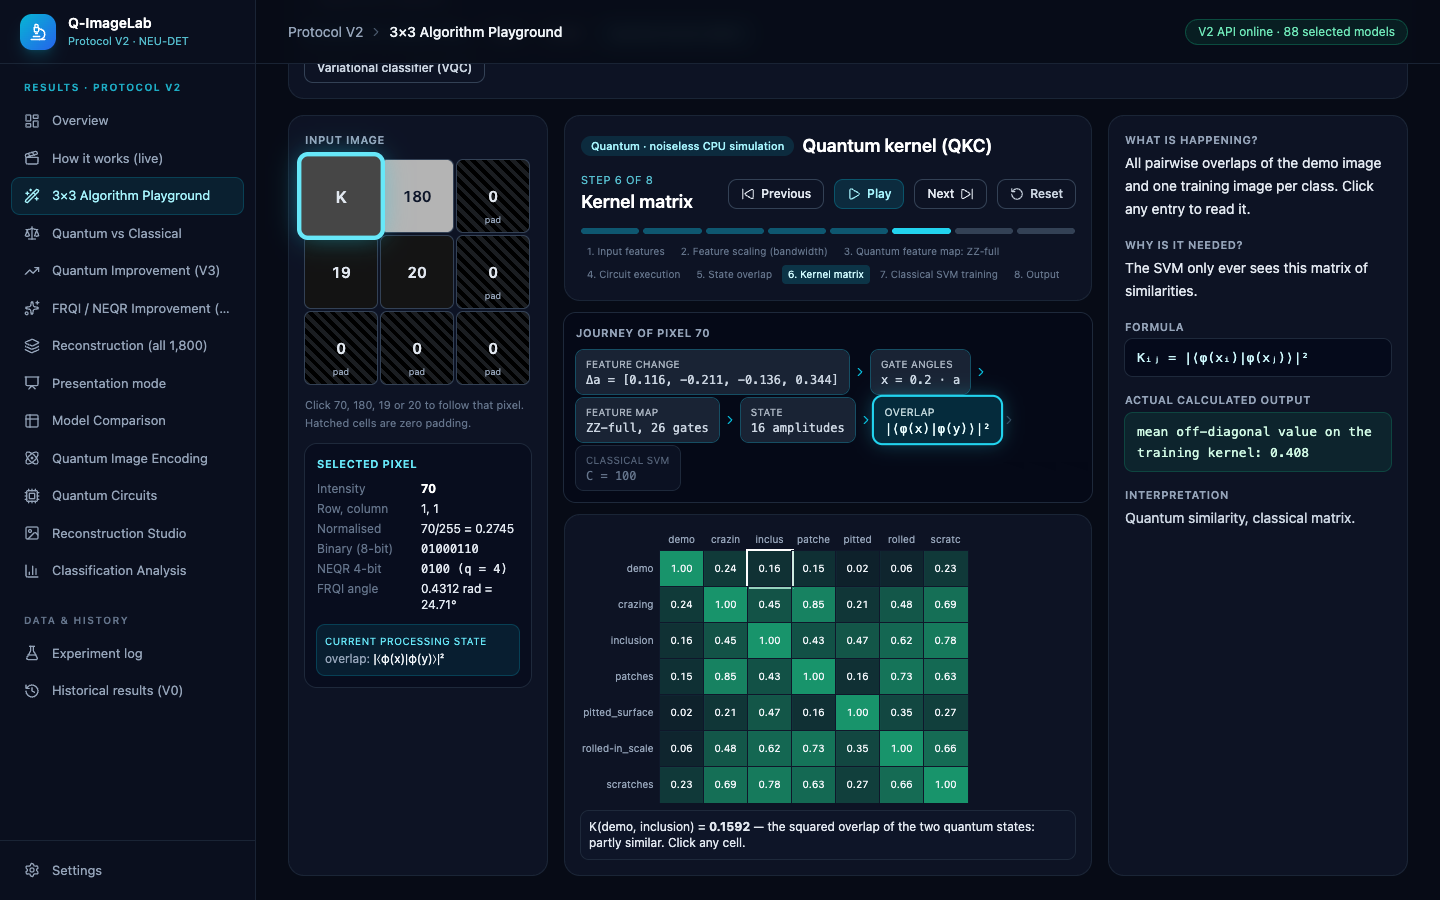 Q-ImageLab
Protocol V2 · NEU-DET
RESULTS · PROTOCOL V2
Overview
How it works (live)
3×3 Algorithm Playground
Quantum vs Classical
Quantum Improvement (V3)
FRQI / NEQR Improvement (...
Reconstruction (all 1,800)
Presentation mode
Model Comparison
Quantum Image Encoding
Quantum Circuits
Reconstruction Studio
Classification Analysis
DATA & HISTORY
Experiment log
Historical results (V0)
Settings
Protocol V2 > 3×3 Algorithm Playground
V2 API online · 88 selected models
Variational classifier (VQC)
INPUT IMAGE
K 180 0
pad
19 20 0
pad
0 0 0
pad pad pad
Click 70, 180, 19 or 20 to follow that pixel.
Hatched cells are zero padding.
SELECTED PIXEL
Intensity 70
Row, column 1, 1
Normalised 70/255 = 0.2745
Binary (8-bit) 01000110
NEQR 4-bit 0100 (q = 4)
FRQI angle 0.4312 rad =
24.71°
CURRENT PROCESSING STATE
overlap: |⟨φ(x)|φ(y)⟩|²
Quantum · noiseless CPU simulation Quantum kernel (QKC)
STEP 6 OF 8
Kernel matrix
Previous Play Next Reset
1. Input features 2. Feature scaling (bandwidth) 3. Quantum feature map: ZZ-full
4. Circuit execution 5. State overlap 6. Kernel matrix 7. Classical SVM training 8. Output
JOURNEY OF PIXEL 70
FEATURE CHANGE
Δa = [0.116, −0.211, −0.136, 0.344]
GATE ANGLES
x = 0.2 · a
FEATURE MAP
ZZ-full, 26 gates
STATE
16 amplitudes
OVERLAP
|⟨φ(x)|φ(y)⟩|²
CLASSICAL SVM
C = 100
demo crazin inclus patche pitted rolled scratc
demo 1.00 0.24 0.16 0.15 0.02 0.06 0.23
crazing 0.24 1.00 0.45 0.85 0.21 0.48 0.69
inclusion 0.16 0.45 1.00 0.43 0.47 0.62 0.78
patches 0.15 0.85 0.43 1.00 0.16 0.73 0.63
pitted_surface 0.02 0.21 0.47 0.16 1.00 0.35 0.27
rolled-in_scale 0.06 0.48 0.62 0.73 0.35 1.00 0.66
scratches 0.23 0.69 0.78 0.63 0.27 0.66 1.00
K(demo, inclusion) = 0.1592 — the squared overlap of the two quantum states:
partly similar. Click any cell.
WHAT IS HAPPENING?
All pairwise overlaps of the demo image
and one training image per class. Click
any entry to read it.
WHY IS IT NEEDED?
The SVM only ever sees this matrix of
similarities.
FORMULA
Kᵢⱼ = |⟨φ(xᵢ)|φ(xⱼ)⟩|²
ACTUAL CALCULATED OUTPUT
mean off-diagonal value on the
training kernel: 0.408
INTERPRETATION
Quantum similarity, classical matrix.